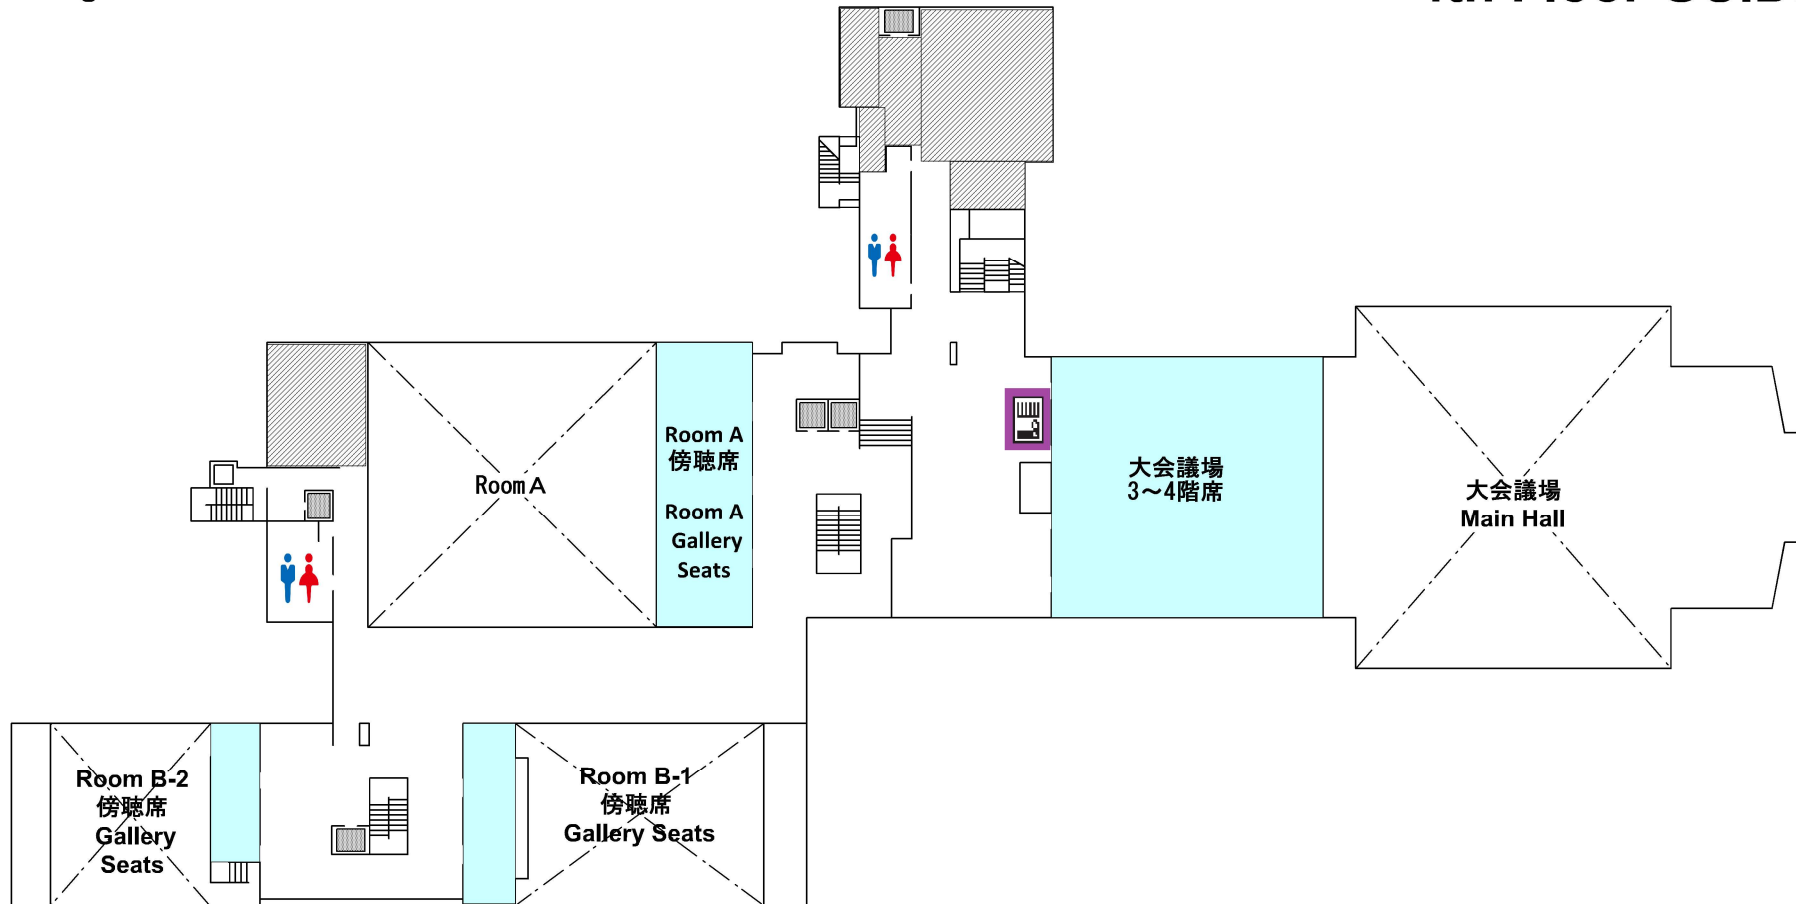 Room A
傍聴席
Room A
Gallery
Seats
Room A
大会議場
3～4階席
大会議場
Main Hall
Room B-2
傍聴席
Gallery
Seats
Room B-1
傍聴席
Gallery Seats